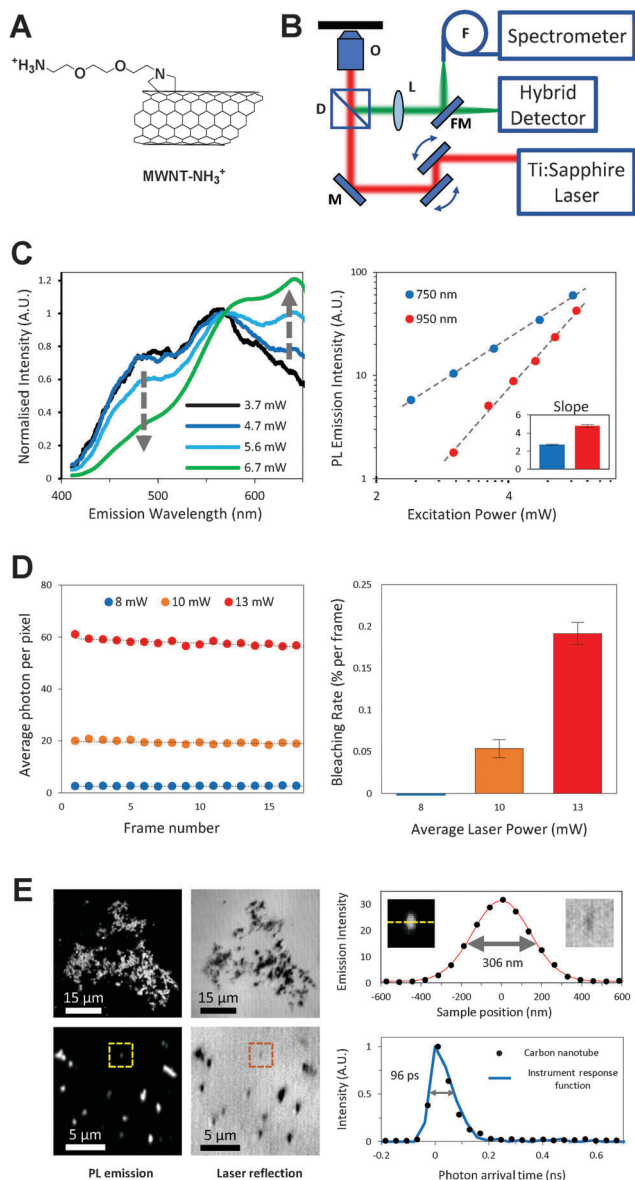 A
⁺H₃N
O
O
N
MWNT-NH₃⁺
B
O
F
Spectrometer
D
L
FM
Hybrid
Detector
M
Ti:Sapphire
Laser
C
Normalised Intensity (A.U.)
1.2
1
0.8
0.6
0.4
0.2
0
400
500
600
Emission Wavelength (nm)
3.7 mW
4.7 mW
5.6 mW
6.7 mW
PL Emission Intensity (A.U.)
100
10
1
2
4
Excitation Power (mW)
750 nm
950 nm
Slope
6
4
2
0
D
Average photon per pixel
80
60
40
20
0
0
5
10
15
Frame number
8 mW
10 mW
13 mW
Bleaching Rate (% per frame)
0.25
0.2
0.15
0.1
0.05
0
8
10
13
Average Laser Power (mW)
E
15 µm
15 µm
5 µm
5 µm
PL emission
Laser reflection
Emission Intensity
30
20
10
0
306 nm
-600
-400
-200
0
200
400
600
Sample position (nm)
Intensity (A.U.)
1
0.5
0
96 ps
Carbon nanotube
Instrument response
function
-0.2
0
0.2
0.4
0.6
Photon arrival time (ns)